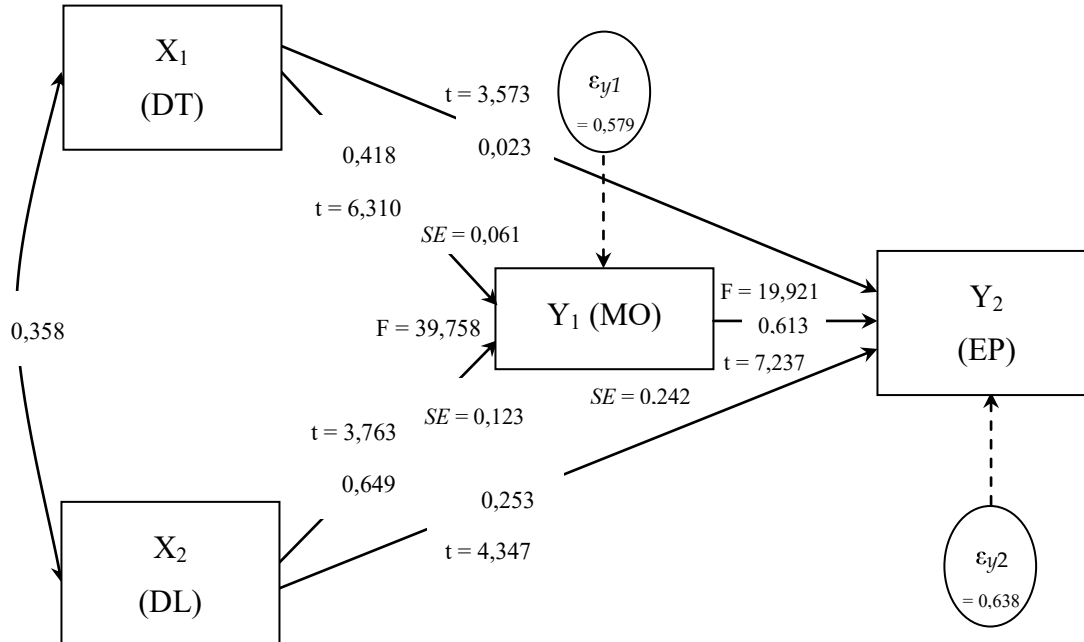 X₁
(DT)
t = 3,573
εy1
= 0,579
0,418
0,023
t = 6,310
SE = 0,061
Y₁ (MO)
F = 19,921
0,613
Y₂
(EP)
0,358
F = 39,758
t = 7,237
SE = 0,123
SE = 0,242
t = 3,763
0,649
0,253
X₂
(DL)
t = 4,347
εy2
= 0,638